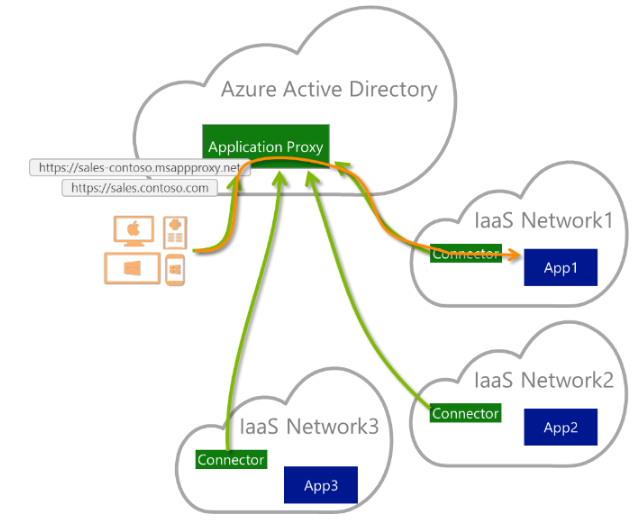 Azure Active Directory
Application Proxy
https://sales-contoso.msappproxy.net
https://sales.contoso.com
IaaS Network1
Connector
App1
IaaS Network2
Connector
App2
IaaS Network3
Connector
App3